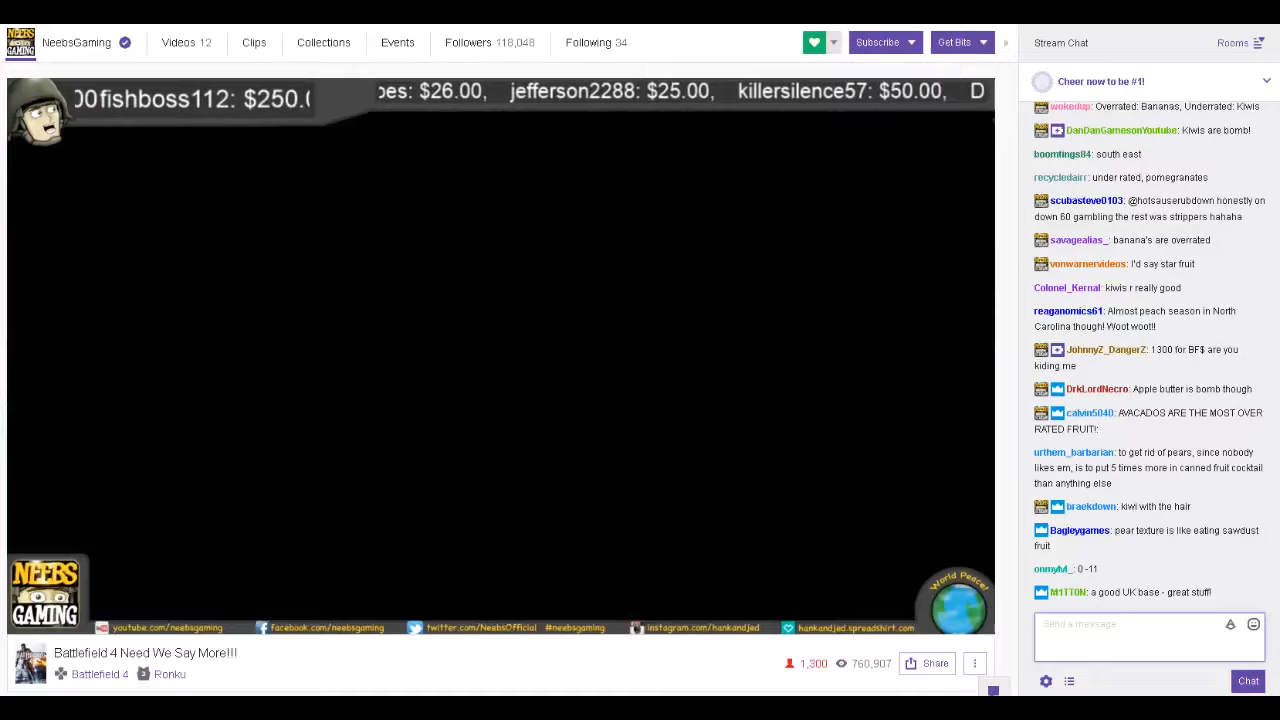 NeebsGaming Videos 12 Clips Collections Events Followers 118,048 Following 34 Subscribe Get Bits
Stream Chat Rooms
00fishboss112: $250.
bes: $26.00, jefferson2288: $25.00, killersilence57: $50.00, D
Cheer now to be #1!
wokedup: Overrated: Bananas, Underrated: Kiwis
DanDanGamesonYoutube: Kiwis are bomb!
boomtings84: south east
recycledairr: under rated, pomegranates
scubasteve0103: @hotsauserubdown honestly on
down 60 gambling the rest was strippers hahaha
savagealias_: banana's are overrated
vonwarnervideos: I'd say star fruit
Colonel_Kernal: kiwis r really good
reaganomics61: Almost peach season in North
Carolina though! Woot woot!!
JohnnyZ_DangerZ: 1300 for BF$ are you
kiding me
DrkLordNecro: Apple butter is bomb though
calvin5040: AVACADOS ARE THE MOST OVER
RATED FRUIT!:
urthem_barbarian: to get rid of pears, since nobody
likes em, is to put 5 times more in canned fruit cocktail
than anything else
braekdown: kiwi with the hair
Bagleygames: pear texture is like eating sawdust
fruit
onmylvl_: 0 -11
M1TT0N: a good UK base - great stuff!
Send a message
Chat
NEEBS
GAMING
World Peace!
youtube.com/neebsgaming facebook.com/neebsgaming twitter.com/NeebsOfficial #neebsgaming instagram.com/hankandjed hankandjed.spreadshirt.com
Battlefield 4 Need We Say More!!!
Battlefield 4 Ronku
1,300 760,907 Share